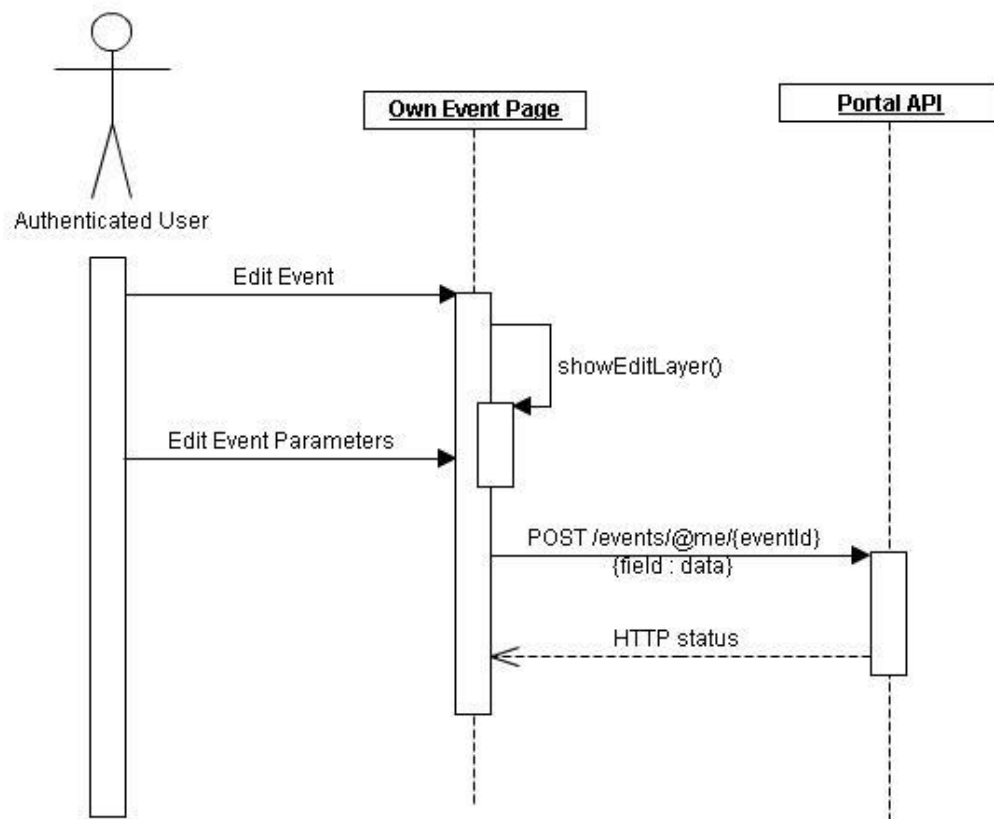 Own Event Page
Portal API
Authenticated User
Edit Event
showEditLayer()
Edit Event Parameters
POST /events/@me/{eventId}
{field : data}
HTTP status